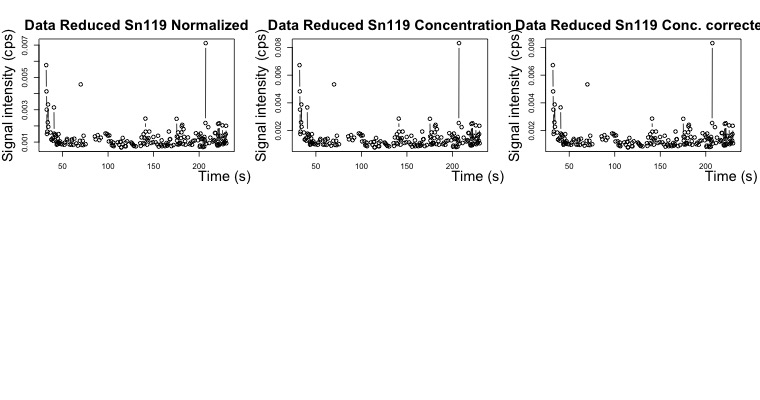 Data Reduced Sn119 Normalized
Signal intensity (cps)
0.001
0.003
0.005
0.007
50
100
150
200
Time (s)
Data Reduced Sn119 Concentration
Signal intensity (cps)
0.002
0.004
0.006
0.008
50
100
150
200
Time (s)
Data Reduced Sn119 Conc. correcte
Signal intensity (cps)
0.002
0.004
0.006
0.008
50
100
150
200
Time (s)